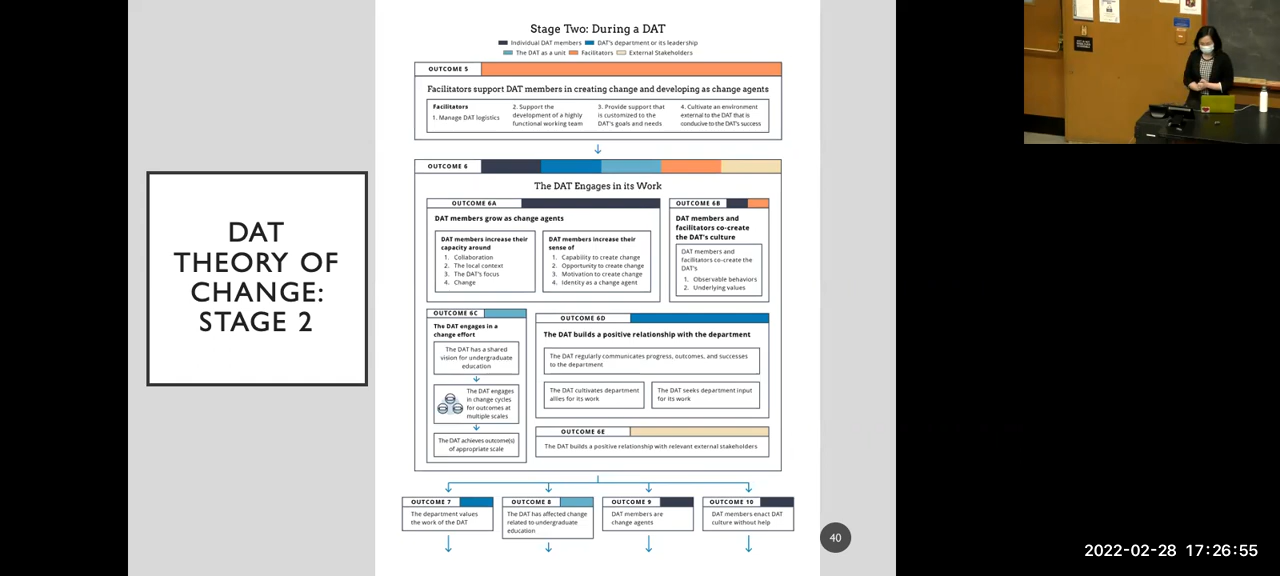 DAT
THEORY OF
CHANGE:
STAGE 2
Stage Two: During a DAT
Individual DAT members DAT's department or its leadership
The DAT as a unit Facilitators External Stakeholders
OUTCOME 5
Facilitators support DAT members in creating change and developing as change agents
Facilitators
1. Manage DAT logistics
2. Support the
development of a highly
functional working team
3. Provide support that
is customized to the
DAT's goals and needs
4. Cultivate an environment
external to the DAT that is
conducive to the DAT's success
OUTCOME 6
The DAT Engages in its Work
OUTCOME 6A
DAT members grow as change agents
DAT members increase their
capacity around
1. Collaboration
2. The local context
3. The DAT's focus
4. Change
DAT members increase their
sense of
1. Capability to create change
2. Opportunity to create change
3. Motivation to create change
4. Identity as a change agent
OUTCOME 6B
DAT members and
facilitators co-create
the DAT's culture
DAT members and
facilitators co-create the
DAT's
1. Observable behaviors
2. Underlying values
OUTCOME 6C
The DAT engages in a
change effort
The DAT has a shared
vision for undergraduate
education
The DAT engages
in change cycles
for outcomes at
multiple scales
The DAT achieves outcome(s)
of appropriate scale
OUTCOME 6D
The DAT builds a positive relationship with the department
The DAT regularly communicates progress, outcomes, and successes
to the department
The DAT cultivates department
allies for its work
The DAT seeks department input
for its work
OUTCOME 6E
The DAT builds a positive relationship with relevant external stakeholders
OUTCOME 7
The department values
the work of the DAT
OUTCOME 8
The DAT has affected change
related to undergraduate
education
OUTCOME 9
DAT members are
change agents
OUTCOME 10
DAT members enact DAT
culture without help
40
2022-02-28 17:26:55